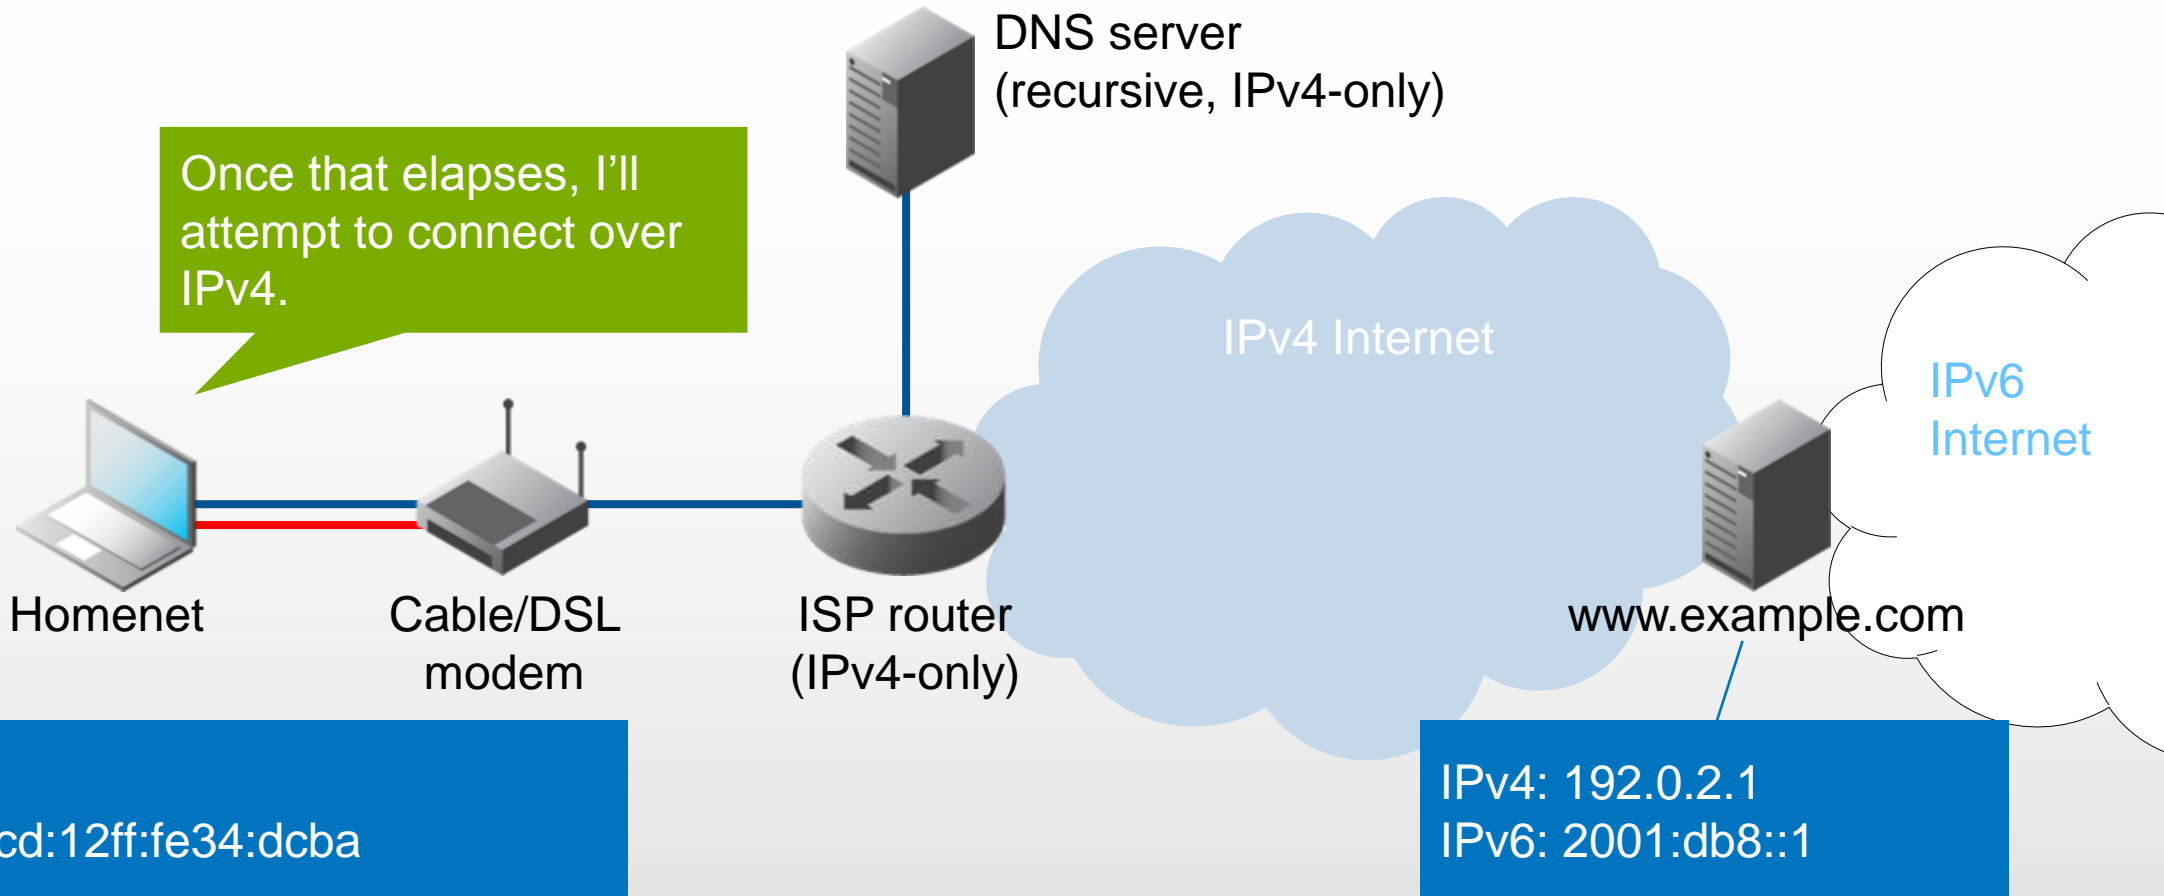 DNS server
(recursive, IPv4-only)
Once that elapses, I’ll
attempt to connect over
IPv4.
IPv4 Internet
IPv6
Internet
Homenet
Cable/DSL
modem
ISP router
(IPv4-only)
www.example.com
cd:12ff:fe34:dcba
IPv4: 192.0.2.1
IPv6: 2001:db8::1